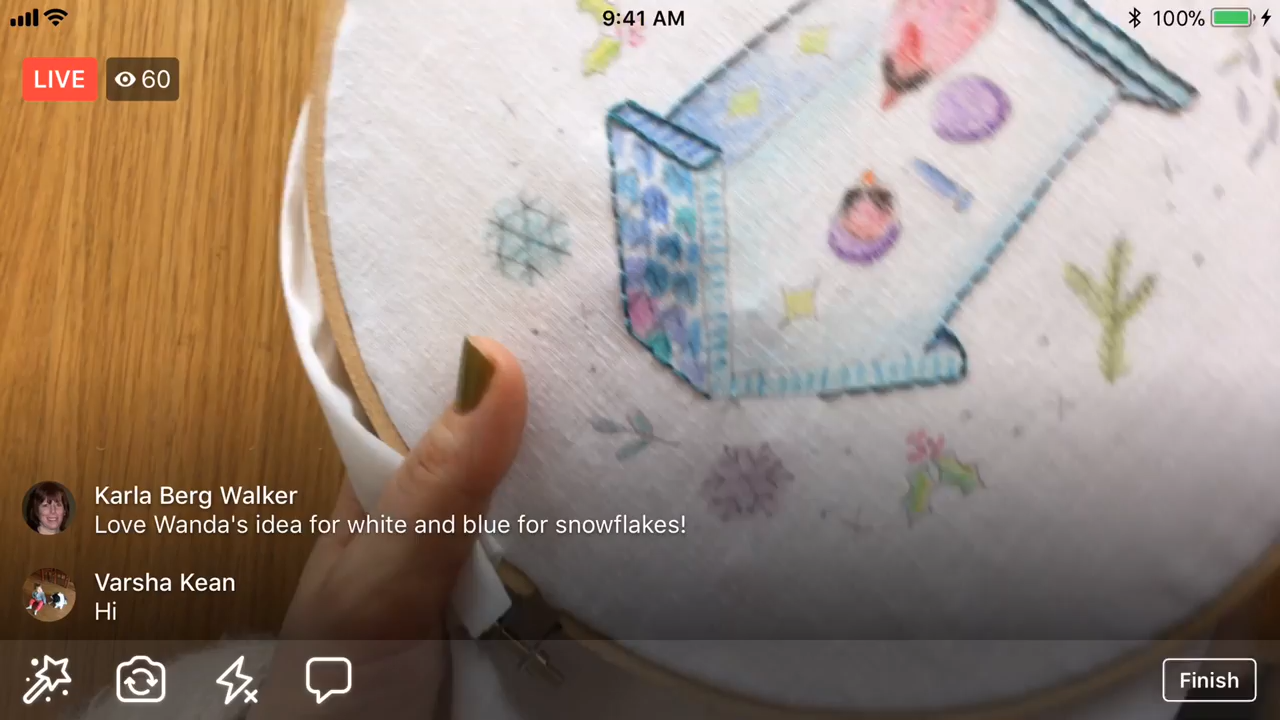 9:41 AM
100%
LIVE
60
Karla Berg Walker
Love Wanda's idea for white and blue for snowflakes!
Varsha Kean
Hi
Finish